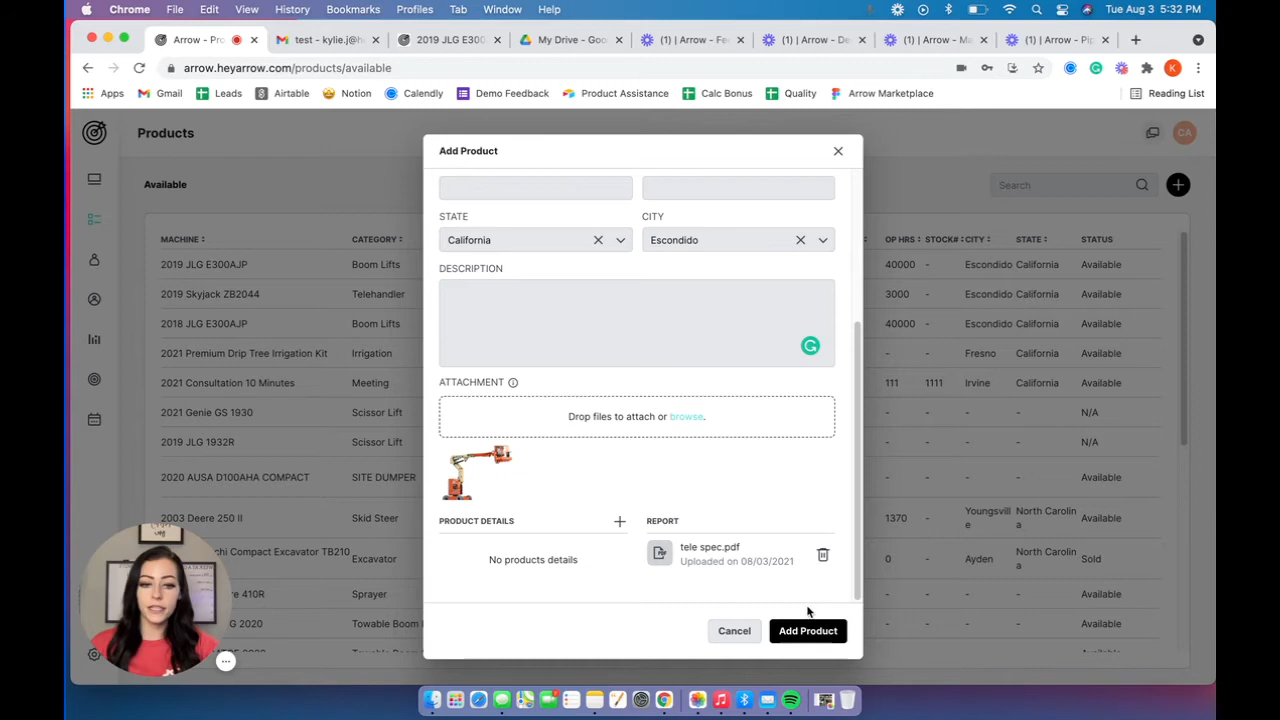 Chrome File Edit View History Bookmarks Profiles Tab Window Help Tue Aug 3 5:32 PM
Arrow - Pro test - kylie.j@he 2019 JLG E300 My Drive - Goo (1) | Arrow - Fe (1) | Arrow - De (1) | Arrow - Ma (1) | Arrow - Pip
arrow.heyarrow.com/products/available K
Apps Gmail Leads Airtable Notion Calendly Demo Feedback Product Assistance Calc Bonus Quality Arrow Marketplace Reading List
Products CA
Available Search
MACHINE CATEGORY OP HRS STOCK# CITY STATE STATUS
2019 JLG E300AJP Boom Lifts 40000 - Escondido California Available
2019 Skyjack ZB2044 Telehandler 3000 - Escondido California Available
2018 JLG E300AJP Boom Lifts 40000 - Escondido California Available
2021 Premium Drip Tree Irrigation Kit Irrigation Fresno California Available
2021 Consultation 10 Minutes Meeting 111 1111 Irvine California Available
2021 Genie GS 1930 Scissor Lift - - N/A
2019 JLG 1932R Scissor Lift - - N/A
2020 AUSA D100AHA COMPACT SITE DUMPER - - Available
2003 Deere 250 II Skid Steer 1370 - Youngsville North Carolina Available
achi Compact Excavator TB210 Excavator 0 - Ayden North Carolina Sold
e 410R Sprayer - - Available
G 2020 Towable Boom - - Available
Add Product
STATE CITY
California Escondido
DESCRIPTION
ATTACHMENT
Drop files to attach or browse.
PRODUCT DETAILS REPORT
No products details
tele spec.pdf
Uploaded on 08/03/2021
Cancel Add Product